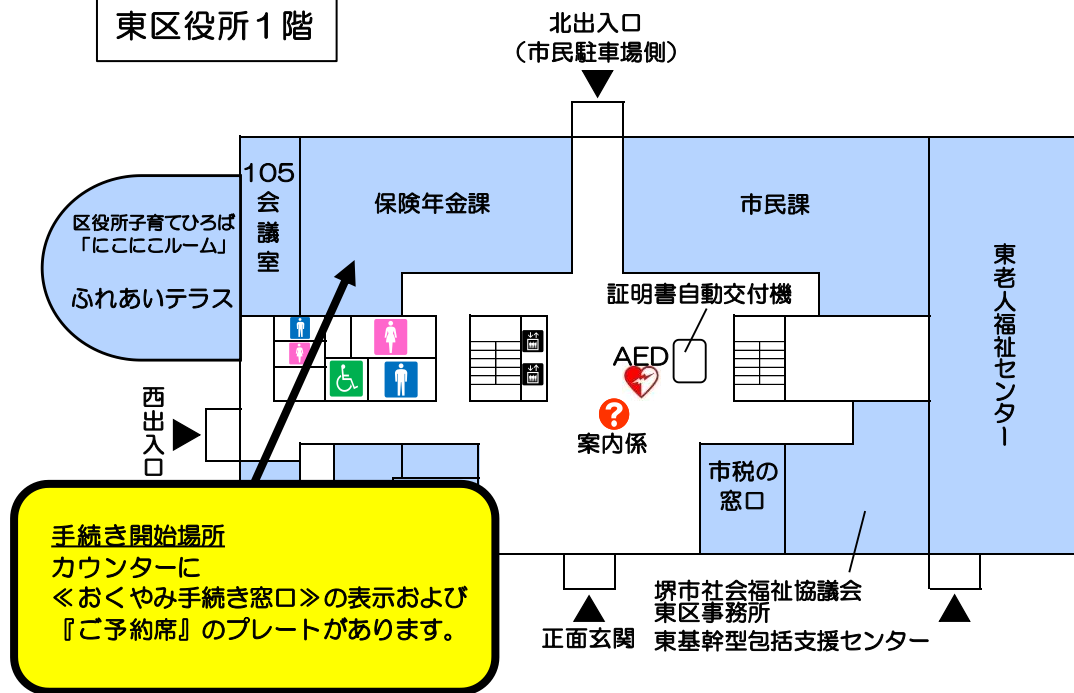 東区役所1階
北出入口
（市民駐車場側）
105
会
議
室
保険年金課
市民課
区役所子育てひろば
「にこにこルーム」
ふれあいテラス
東老人福祉センター
証明書自動交付機
AED
?
案内係
西出入口
市税の
窓口
手続き開始場所
カウンターに
≪おくやみ手続き窓口≫の表示および
『ご予約席』のプレートがあります。
正面玄関
堺市社会福祉協議会
東区事務所
東基幹型包括支援センター